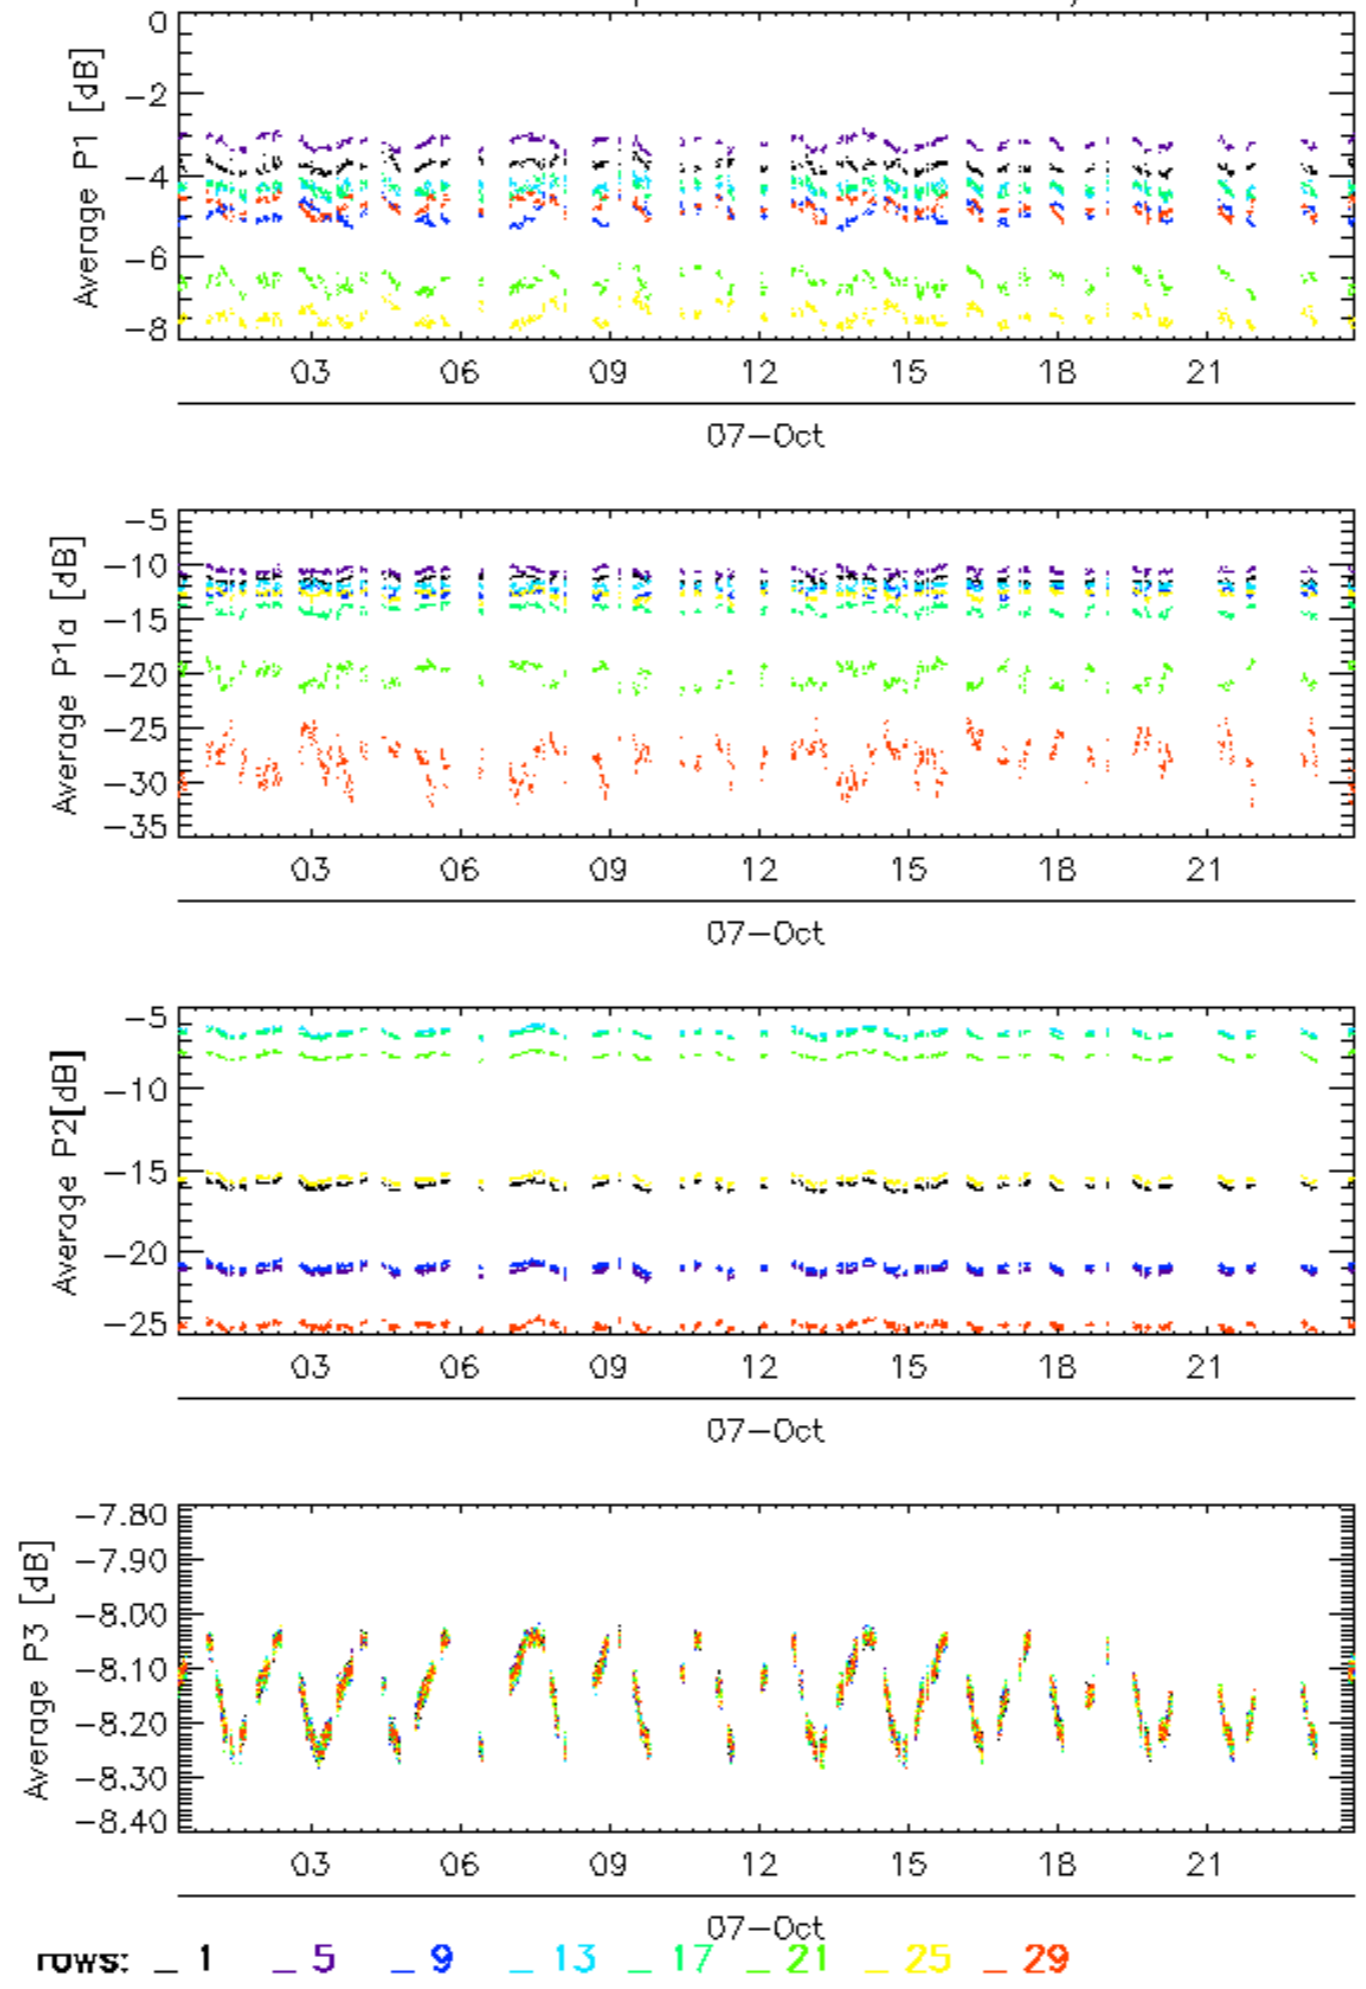 0
-2
-4
-6
-8
Average P1 [dB]
03 06 09 12 15 18 21
07-Oct
-5
-10
-15
-20
-25
-30
-35
Average P1a [dB]
03 06 09 12 15 18 21
07-Oct
-5
-10
-15
-20
-25
Average P2[dB]
03 06 09 12 15 18 21
07-Oct
-7.80
-7.90
-8.00
-8.10
-8.20
-8.30
-8.40
Average P3 [dB]
03 06 09 12 15 18 21
07-Oct
rows: _ 1 _ 5 _ 9 _ 13 _ 17 _ 21 _ 25 _ 29